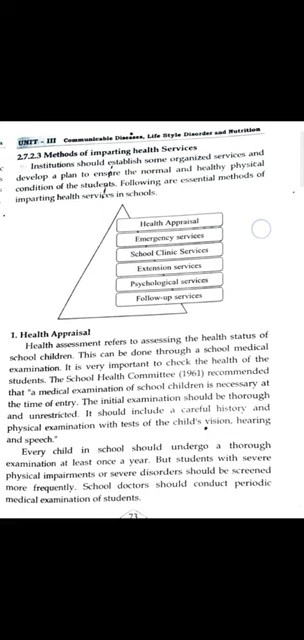 UNIT - III Communicable Diseases, Life Style Disorder and Nutrition
2.7.2.3 Methods of imparting health Services
Institutions should establish some organized services and
develop a plan to ensure the normal and healthy physical
condition of the students. Following are essential methods of
imparting health services in schools.
Health Appraisal
Emergency services
School Clinic Services
Extension services
Psychological services
Follow-up services
1. Health Appraisal
Health assessment refers to assessing the health status of
school children. This can be done through a school medical
examination. It is very important to check the health of the
students. The School Health Committee (1961) recommended
that "a medical examination of school children is necessary at
the time of entry. The initial examination should be thorough
and unrestricted. It should include a careful history and
physical examination with tests of the child's vision, hearing
and speech."
Every child in school should undergo a thorough
examination at least once a year. But students with severe
physical impairments or severe disorders should be screened
more frequently. School doctors should conduct periodic
medical examination of students.
73